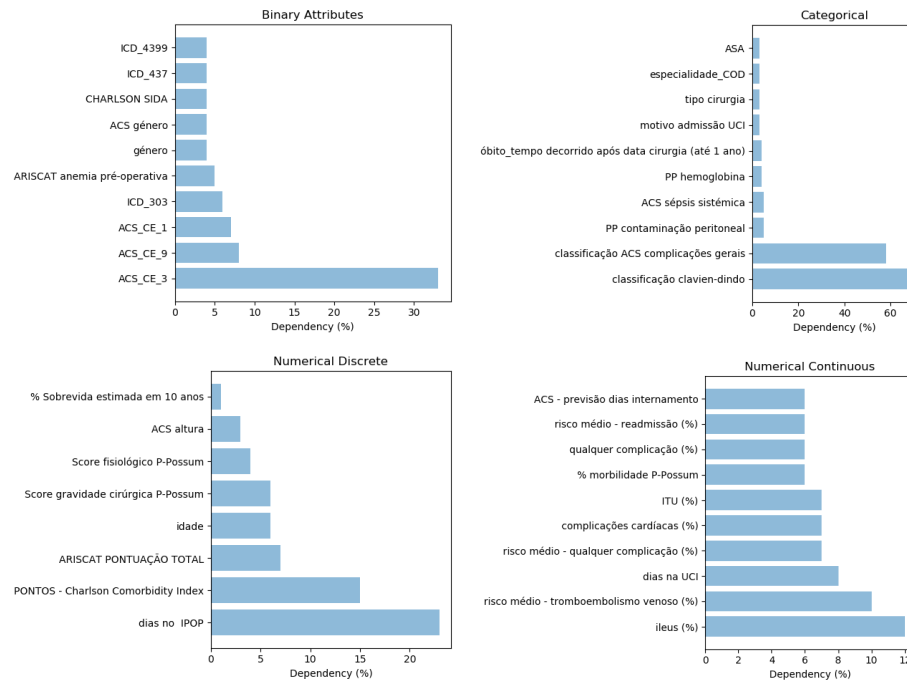 Binary Attributes
ICD_4399
ICD_437
CHARLSON SIDA
ACS género
género
ARISCAT anemia pré-operativa
ICD_303
ACS_CE_1
ACS_CE_9
ACS_CE_3
0 5 10 15 20 25 30
Dependency (%)
Categorical
ASA
especialidade_COD
tipo cirurgia
motivo admissão UCI
óbito_tempo decorrido após data cirurgia (até 1 ano)
PP hemoglobina
ACS sépsis sistémica
PP contaminação peritoneal
classificação ACS complicações gerais
classificação clavien-dindo
0 20 40 60
Dependency (%)
Numerical Discrete
% Sobrevida estimada em 10 anos
ACS altura
Score fisiológico P-Possum
Score gravidade cirúrgica P-Possum
idade
ARISCAT PONTUAÇÃO TOTAL
PONTOS - Charlson Comorbidity Index
dias no IPOP
0 5 10 15 20
Dependency (%)
Numerical Continuous
ACS - previsão dias internamento
risco médio - readmissão (%)
qualquer complicação (%)
% morbilidade P-Possum
ITU (%)
complicações cardíacas (%)
risco médio - qualquer complicação (%)
dias na UCI
risco médio - tromboembolismo venoso (%)
ileus (%)
0 2 4 6 8 10 12
Dependency (%)